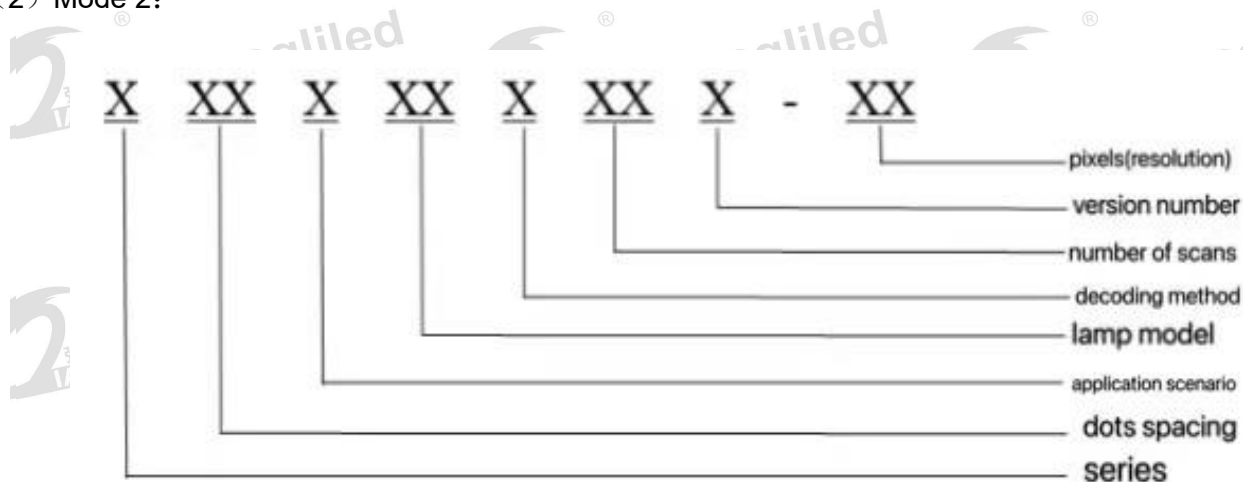 （2）Mode 2：
X XX X XX X XX X - XX
pixels(resolution)
version number
number of scans
decoding method
lamp model
application scenario
dots spacing
series